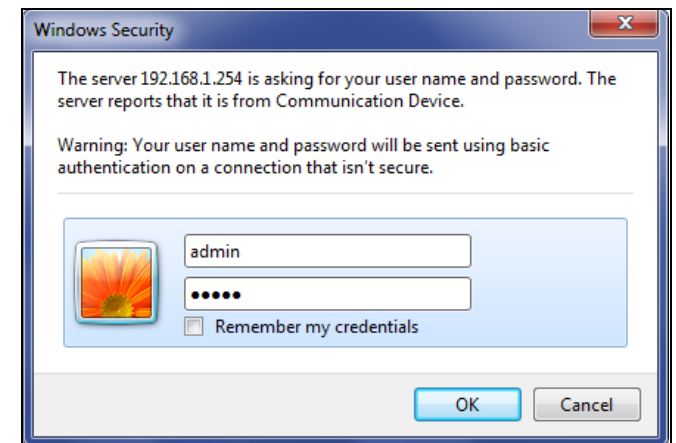 Windows Security
The server 192.168.1.254 is asking for your user name and password. The
server reports that it is from Communication Device.
Warning: Your user name and password will be sent using basic
authentication on a connection that isn't secure.
admin
●●●●●
Remember my credentials
OK
Cancel